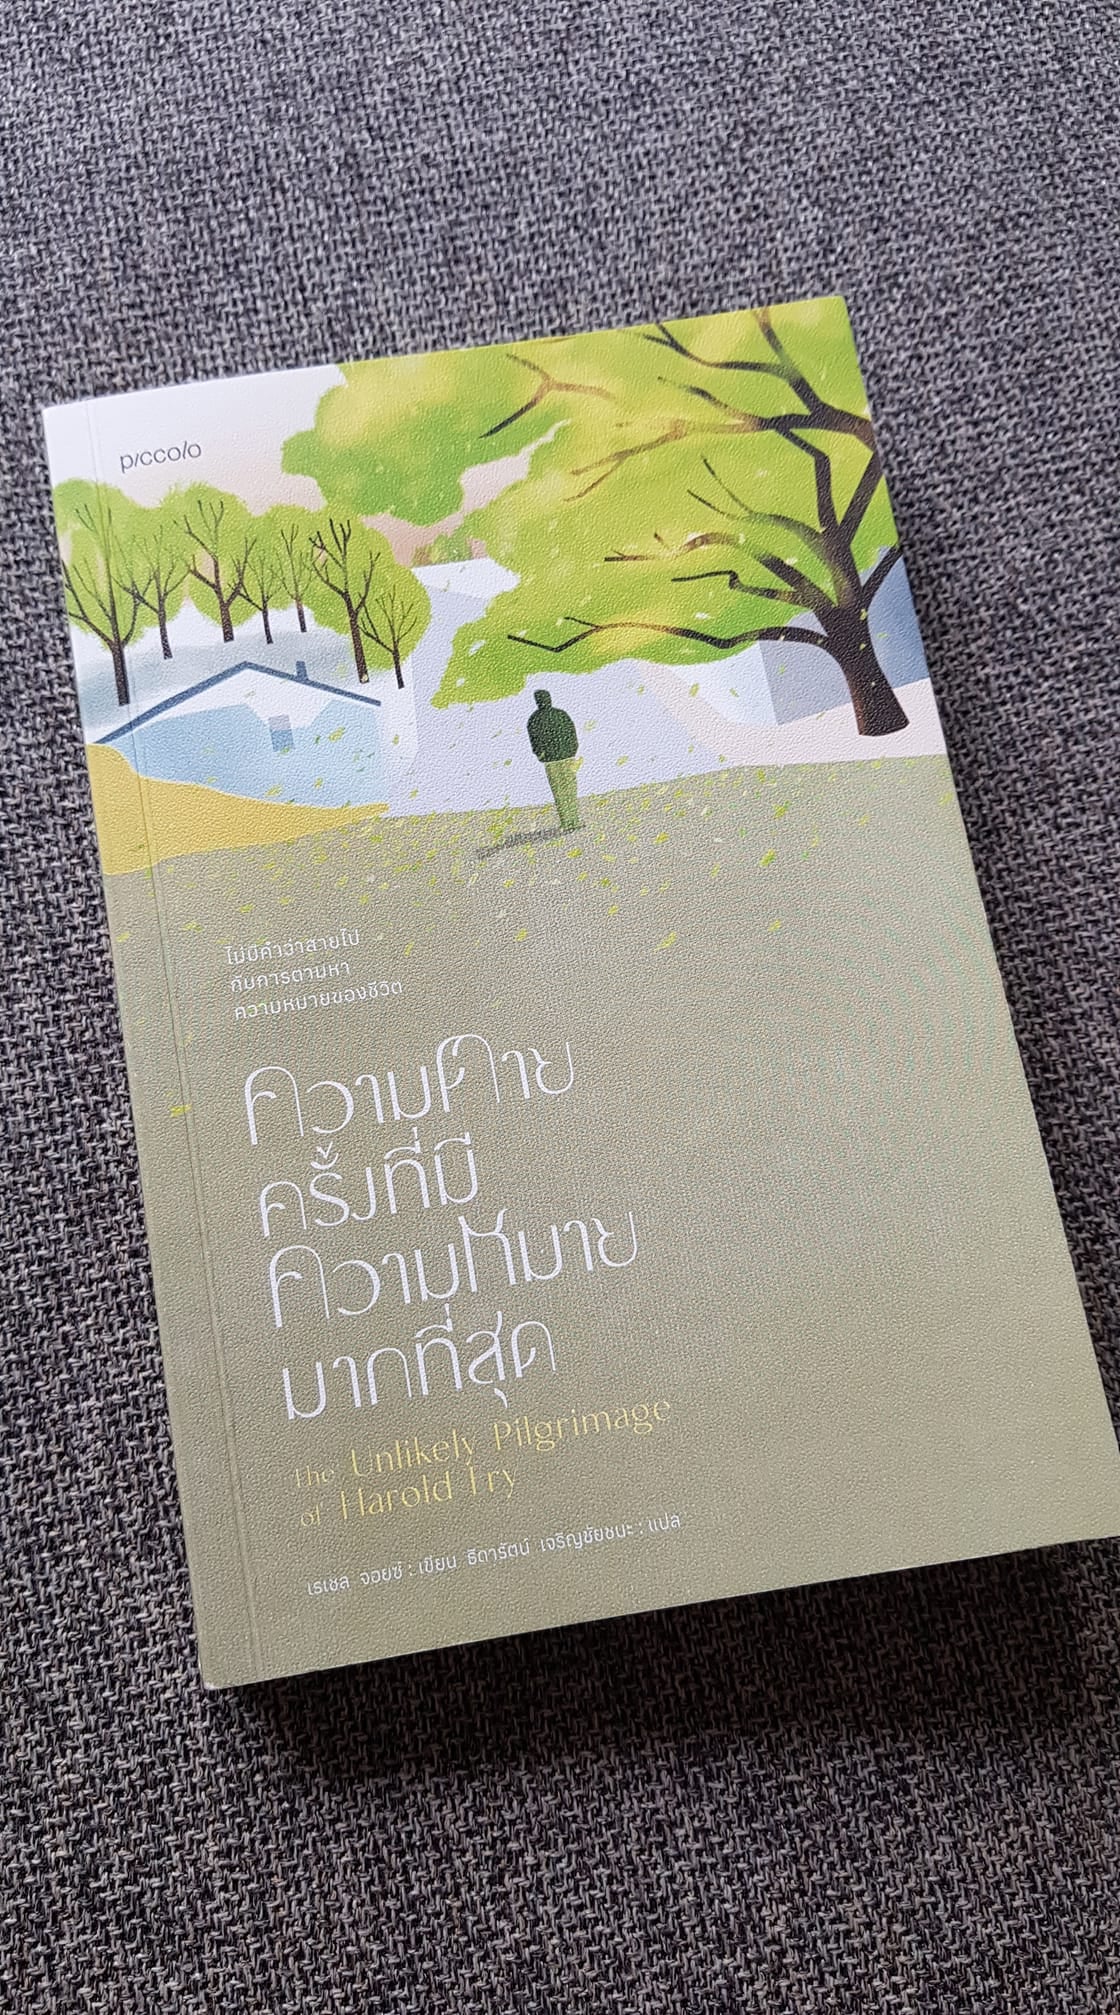 piccolo
ไม่มีคำว่าสายไป
กับการตามหา
ความหมายของชีวิต
ความตาย
ครั้งที่มี
ความหมาย
มากที่สุด
The Unlikely Pilgrimage
of Harold Fry
เรเชล จอยซ์ : เขียน ธิดารัตน์ เจริญชัยชนะ : แปล